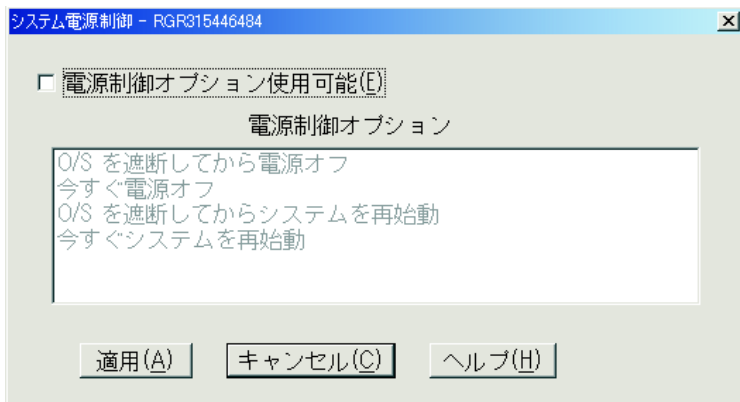 システム電源制御 - RGR315446484
電源制御オプション使用可能(E)
電源制御オプション
O/S を遮断してから電源オフ
今すぐ電源オフ
O/S を遮断してからシステムを再始動
今すぐシステムを再始動
適用(A) キャンセル(C) ヘルプ(H)